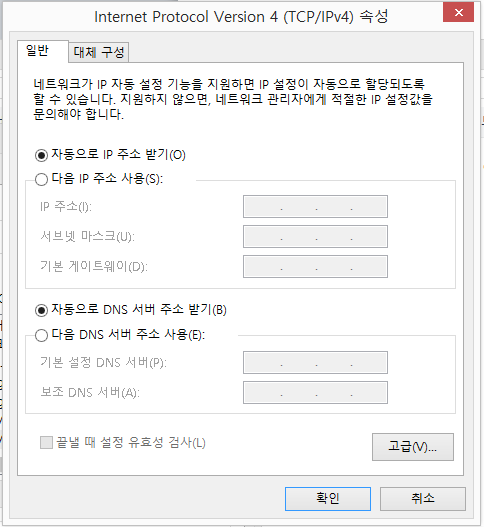 Internet Protocol Version 4 (TCP/IPv4) 속성
일반
대체 구성
네트워크가 IP 자동 설정 기능을 지원하면 IP 설정이 자동으로 할당되도록
할 수 있습니다. 지원하지 않으면, 네트워크 관리자에게 적절한 IP 설정값을
문의해야 합니다.
자동으로 IP 주소 받기(O)
다음 IP 주소 사용(S):
IP 주소(I):
서브넷 마스크(U):
기본 게이트웨이(D):
자동으로 DNS 서버 주소 받기(B)
다음 DNS 서버 주소 사용(E):
기본 설정 DNS 서버(P):
보조 DNS 서버(A):
끝낼 때 설정 유효성 검사(L)
고급(V)...
확인
취소